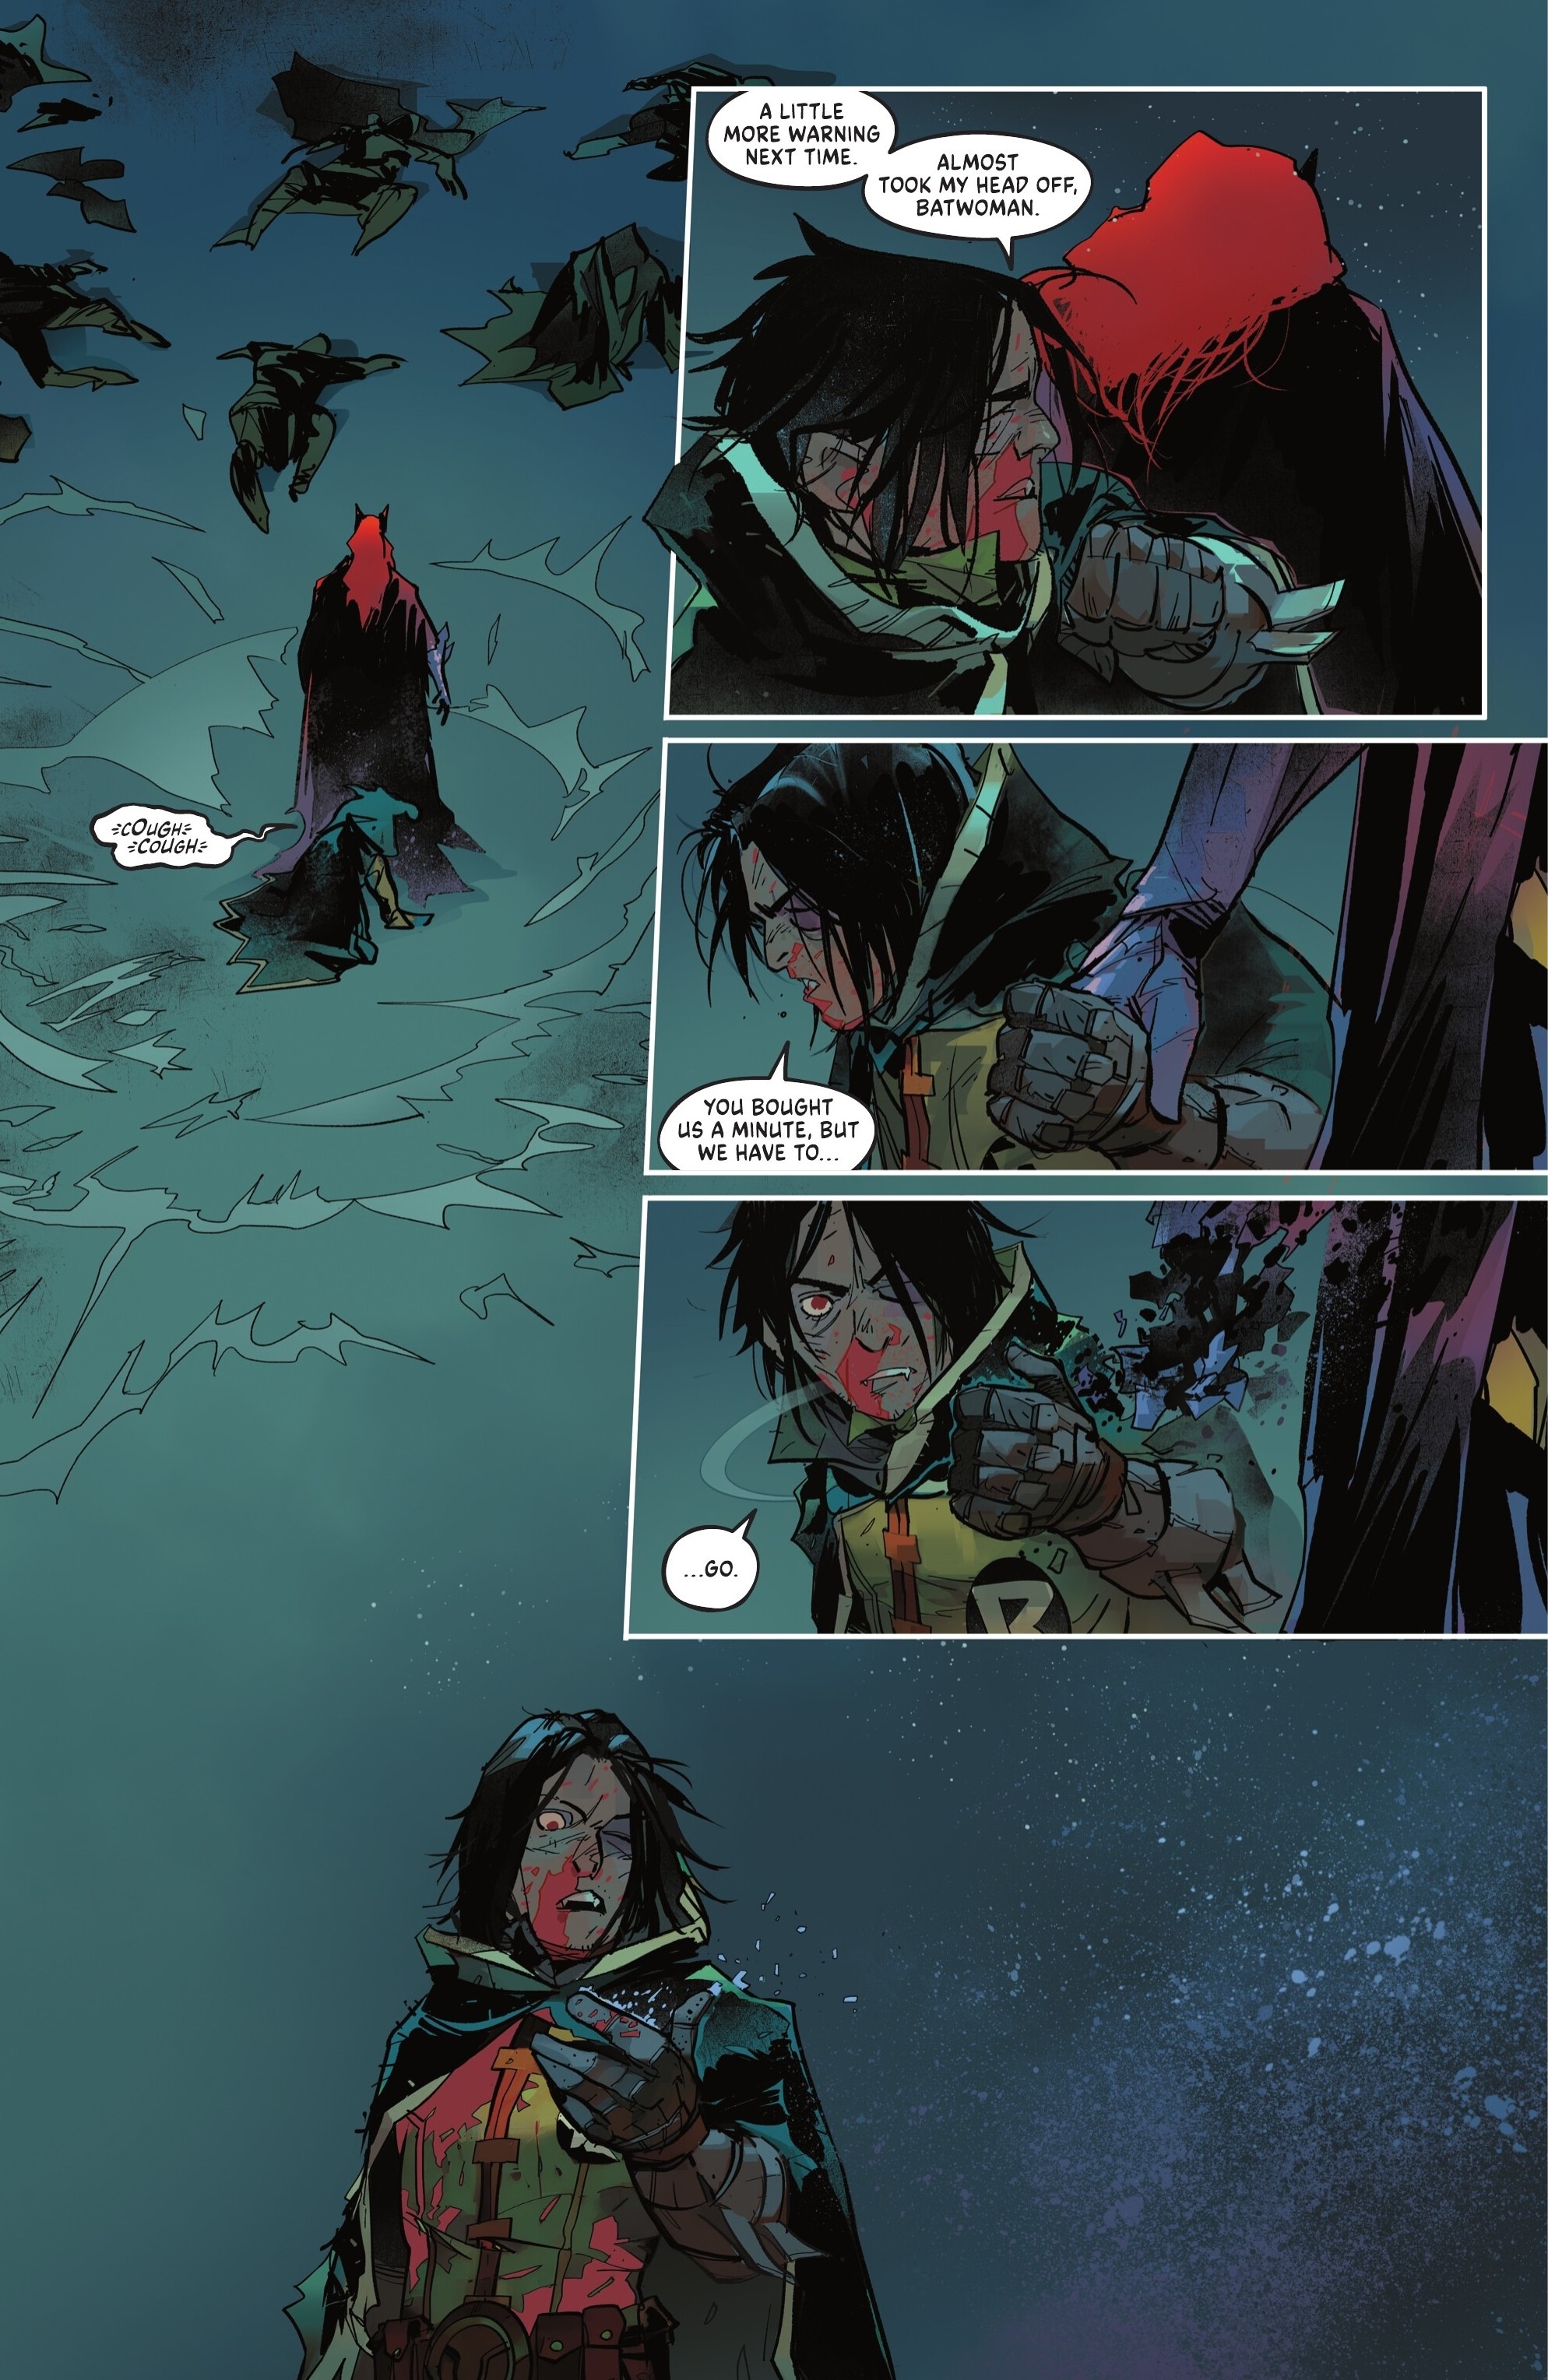 A LITTLE
MORE WARNING
NEXT TIME.
ALMOST
TOOK MY HEAD OFF,
BATWOMAN.
COUGH
COUGH
YOU BOUGHT
US A MINUTE, BUT
WE HAVE TO...
...GO.
R